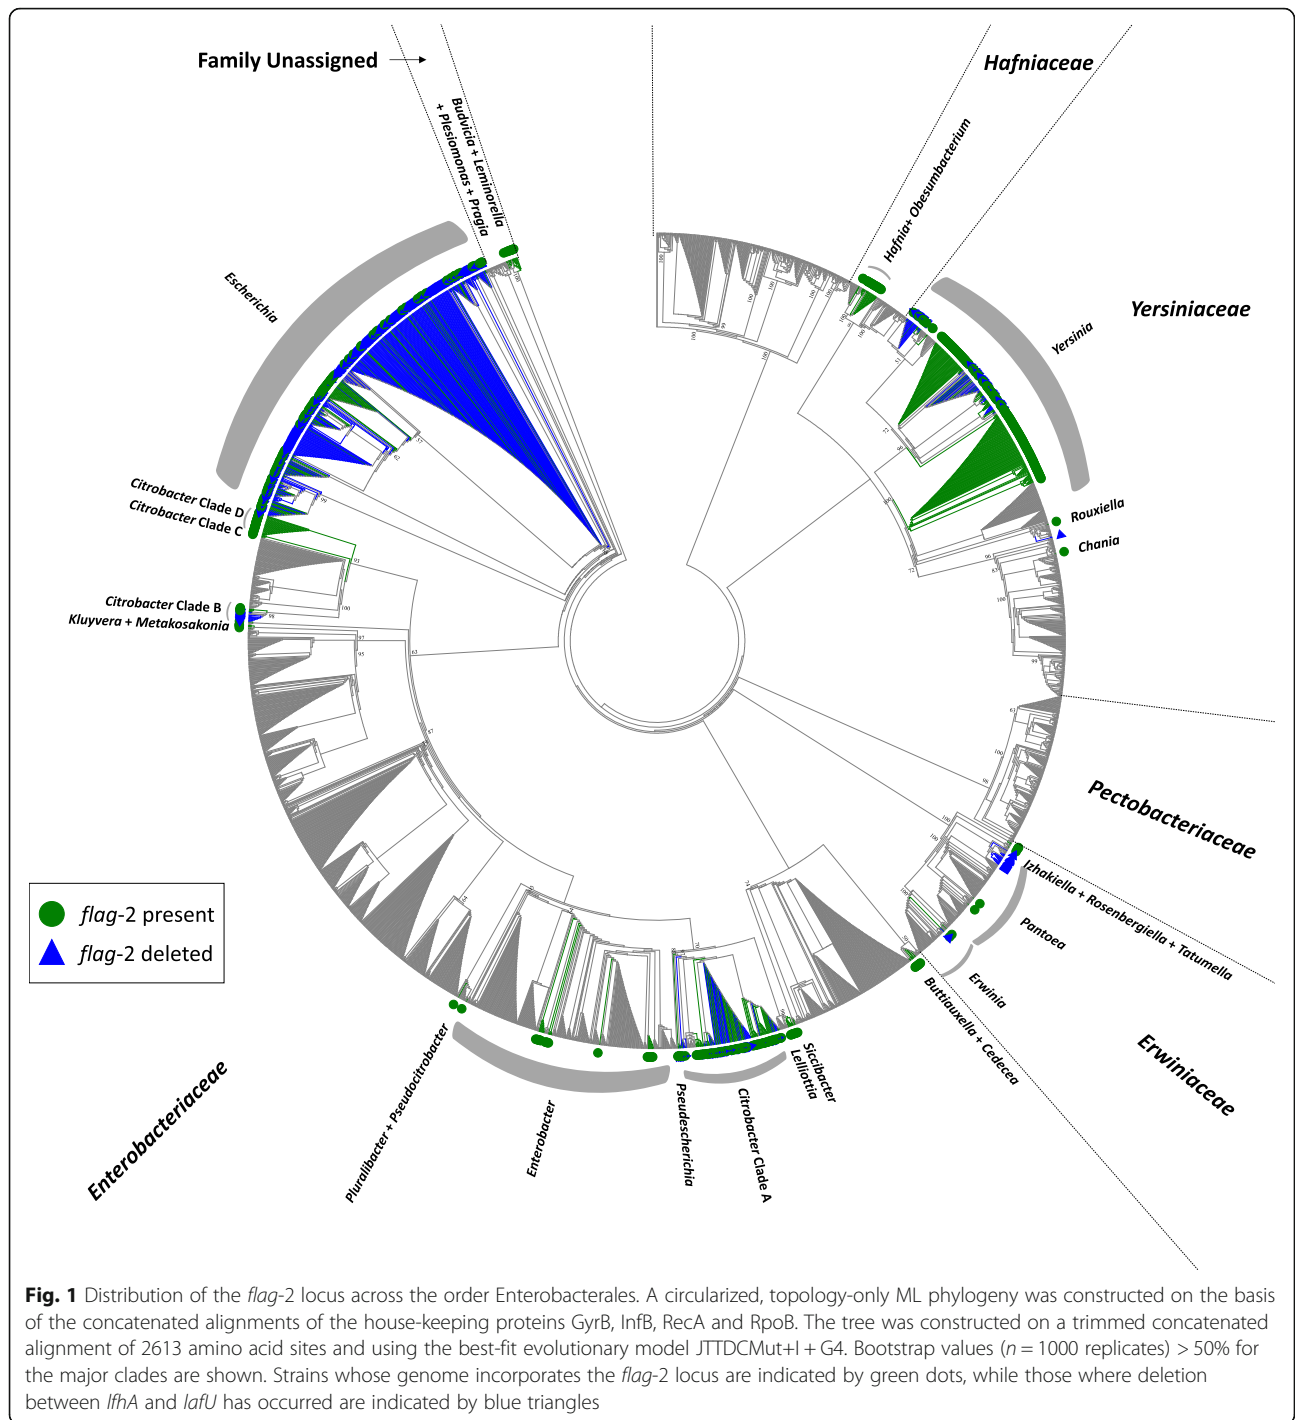 Family Unassigned
Hafniaceae
Budvicia + Leminorella
+ Plesiomonas + Pragia
Hafnia+ Obesumbacterium
Yersiniaceae
Yersinia
Escherichia
Citrobacter Clade D
Citrobacter Clade C
Rouxiella
Chania
Citrobacter Clade B
Kluyvera + Metakosakonia
Pectobacteriaceae
Izhakiella + Rosenbergiella + Tatumella
Pantoea
Erwinia
Buttiauxella + Cedecea
Erwiniaceae
flag-2 present
flag-2 deleted
Siccibacter
Lelliottia
Citrobacter Clade A
Pseudescherichia
Enterobacter
Pluralibacter + Pseudocitrobacter
Enterobacteriaceae
Fig. 1 Distribution of the flag-2 locus across the order Enterobacterales. A circularized, topology-only ML phylogeny was constructed on the basis
of the concatenated alignments of the house-keeping proteins GyrB, InfB, RecA and RpoB. The tree was constructed on a trimmed concatenated
alignment of 2613 amino acid sites and using the best-fit evolutionary model JTTDCMut+I + G4. Bootstrap values (n = 1000 replicates) > 50% for
the major clades are shown. Strains whose genome incorporates the flag-2 locus are indicated by green dots, while those where deletion
between lfhA and lafU has occurred are indicated by blue triangles